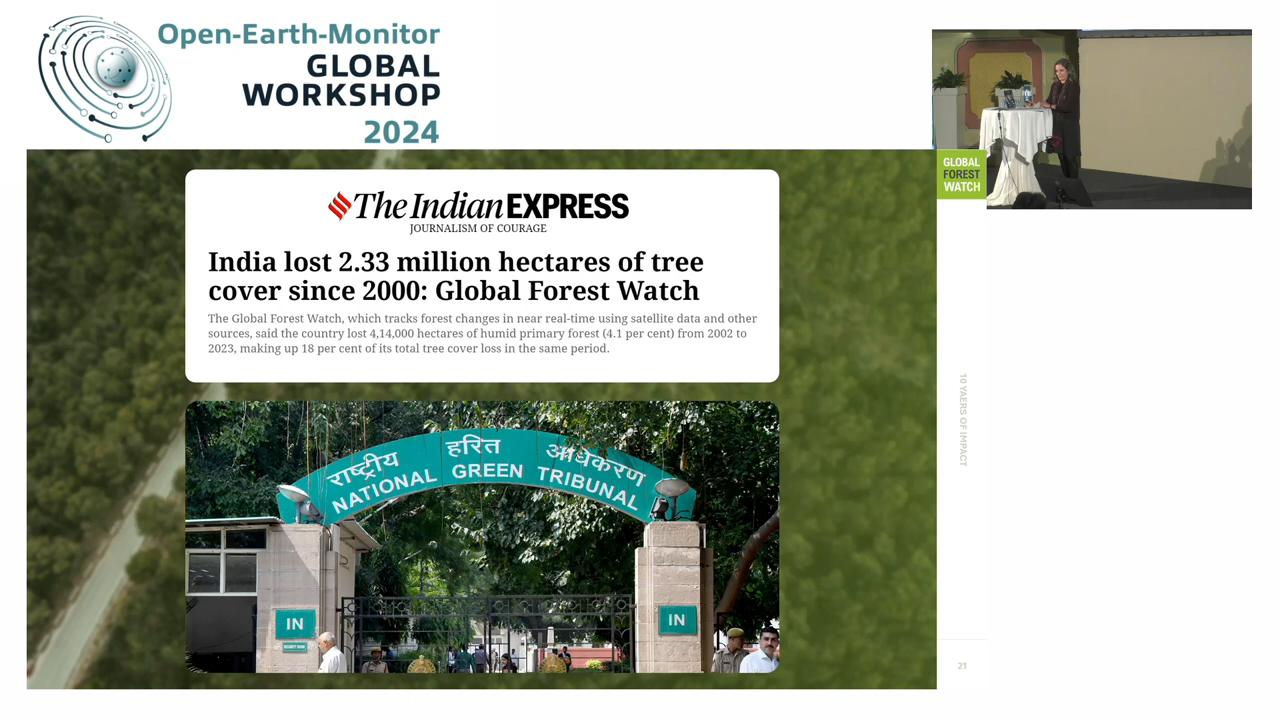 Open-Earth-Monitor
GLOBAL
WORKSHOP
2024
GLOBAL
FOREST
WATCH
The Indian EXPRESS
JOURNALISM OF COURAGE
India lost 2.33 million hectares of tree
cover since 2000: Global Forest Watch
The Global Forest Watch, which tracks forest changes in near real-time using satellite data and other
sources, said the country lost 4,14,000 hectares of humid primary forest (4.1 per cent) from 2002 to
2023, making up 18 per cent of its total tree cover loss in the same period.
राष्ट्रीय हरित अधिकरण
NATIONAL GREEN TRIBUNAL
IN
IN
10 YAERS OF IMPACT
21